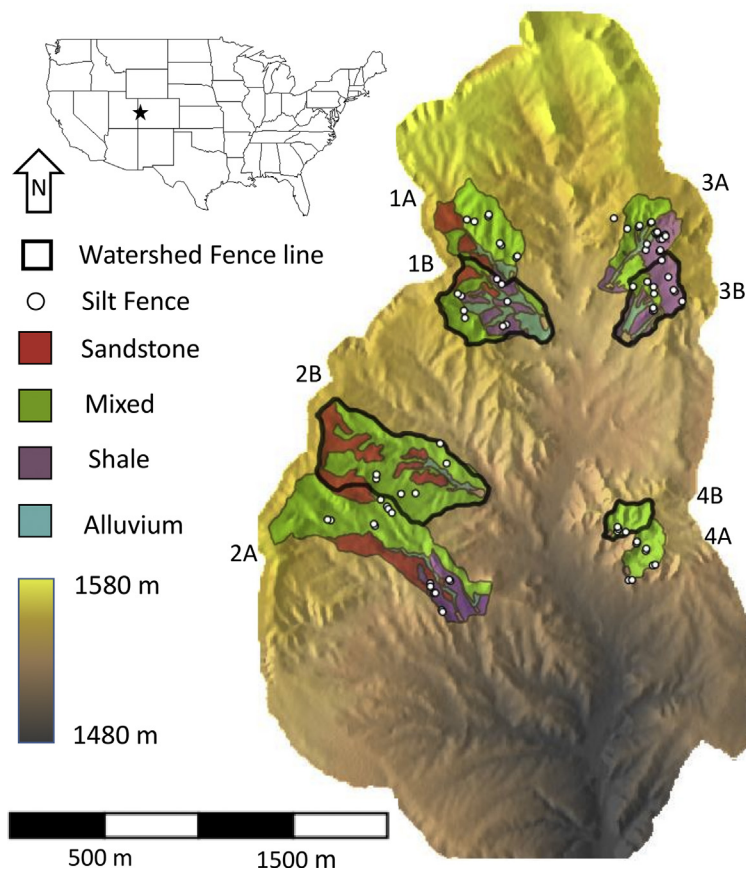 N
Watershed Fence line
Silt Fence
Sandstone
Mixed
Shale
Alluvium
1580 m
1480 m
500 m
1500 m
1A
1B
2B
2A
3A
3B
4B
4A